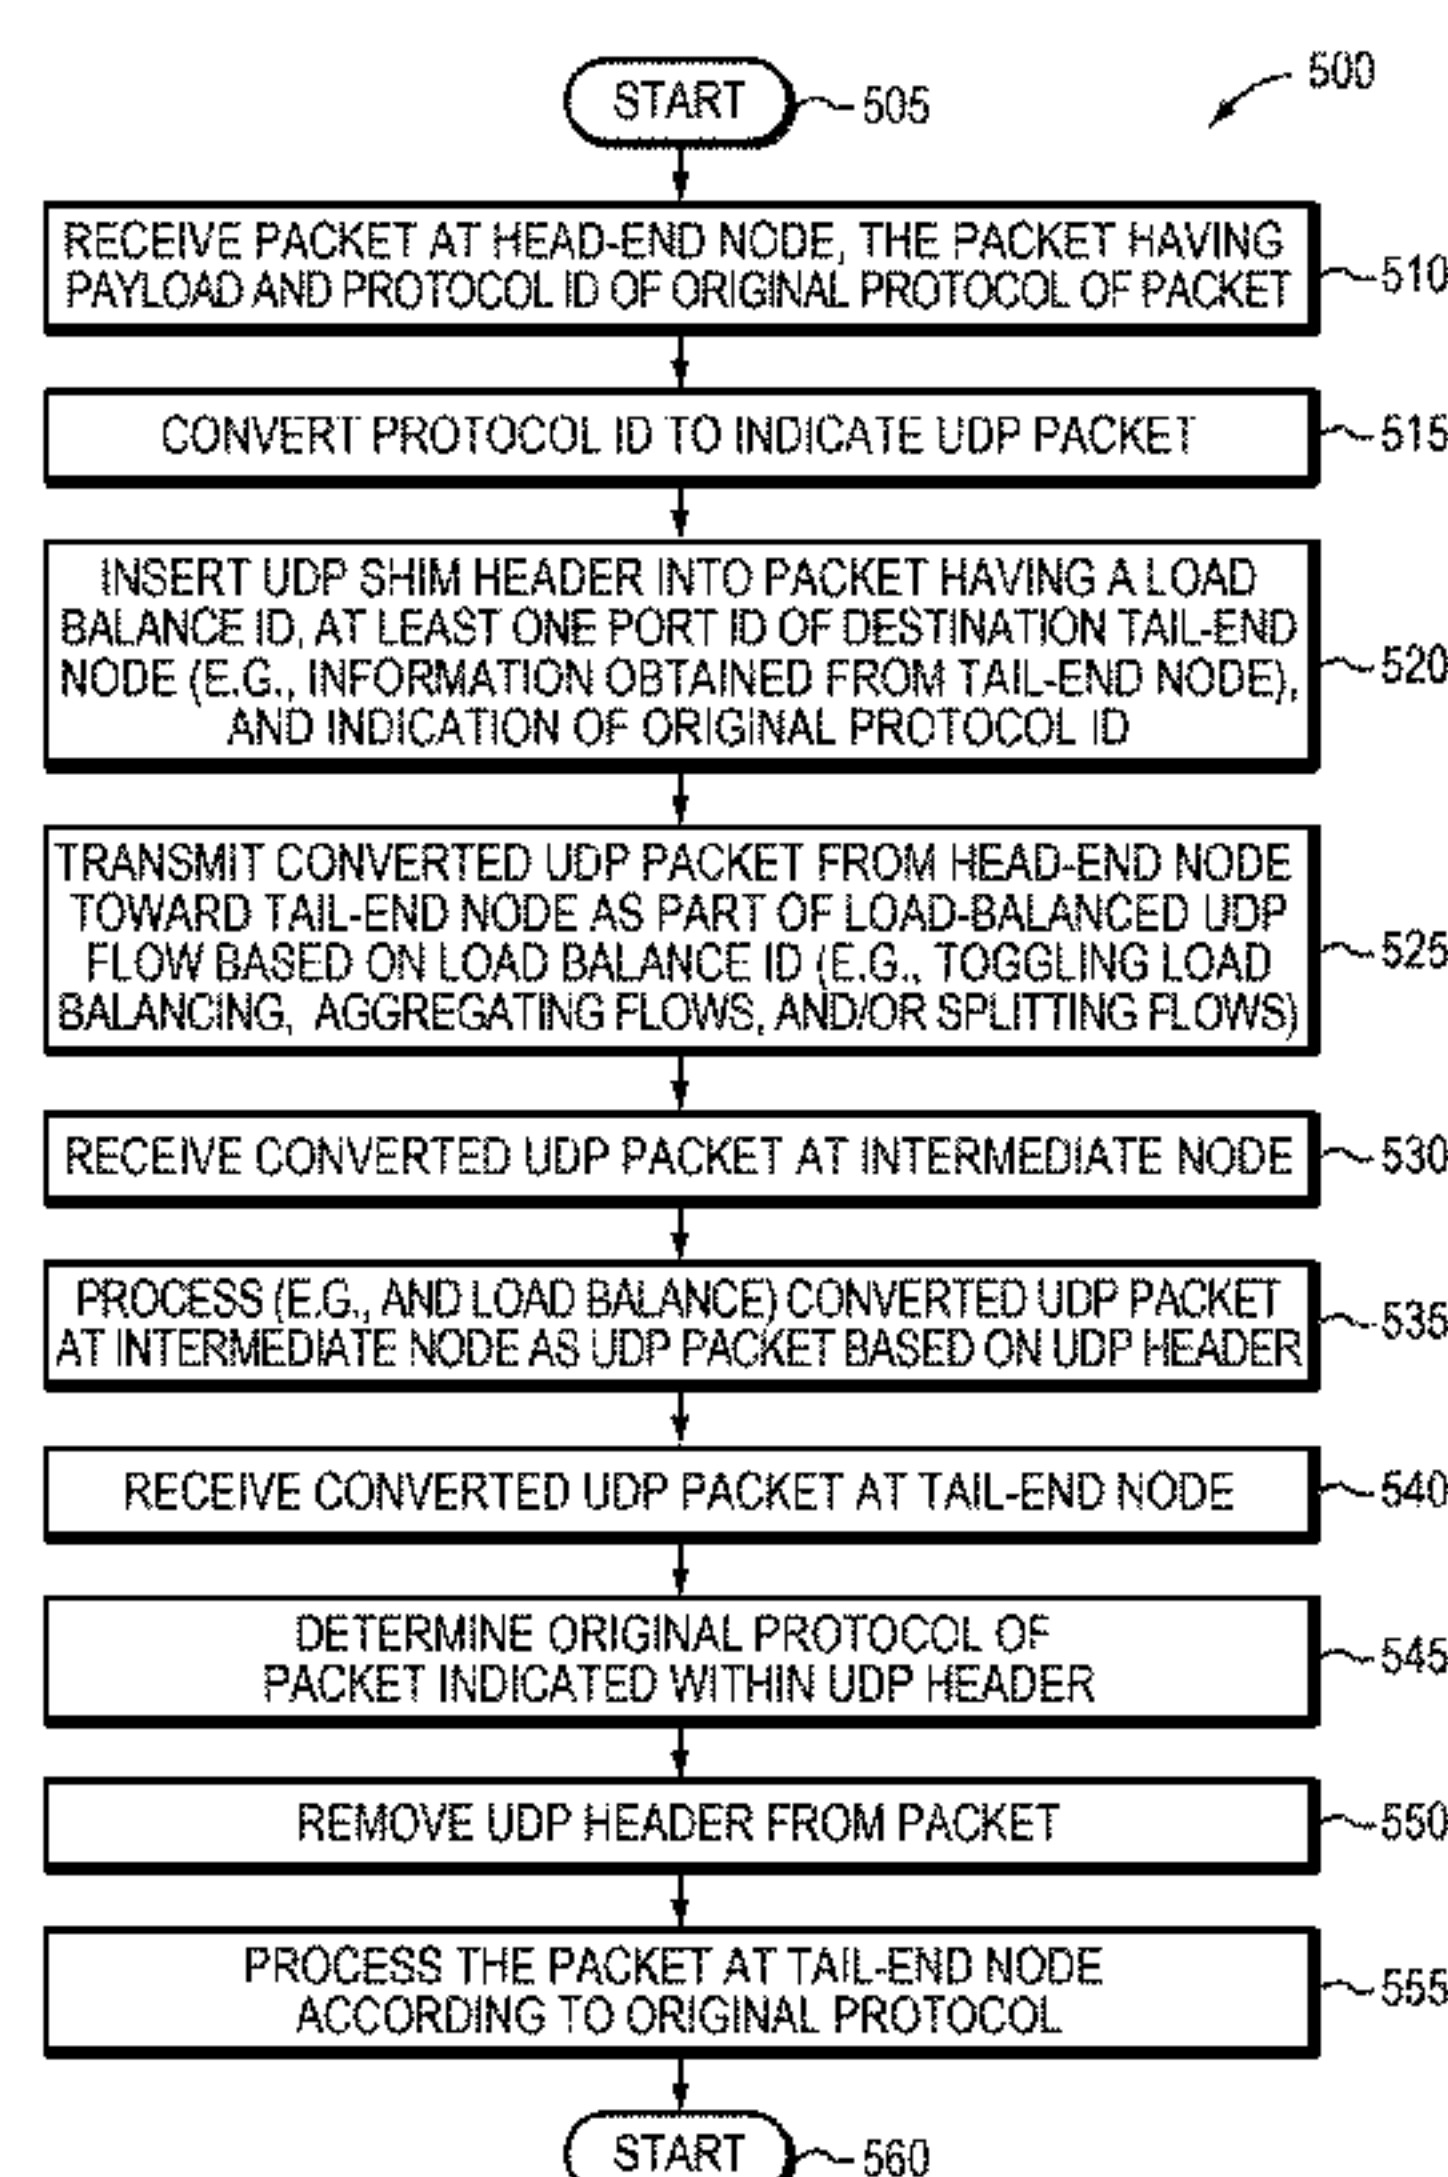 500
START
505
RECEIVE PACKET AT HEAD-END NODE, THE PACKET HAVING
PAYLOAD AND PROTOCOL ID OF ORIGINAL PROTOCOL OF PACKET
510
CONVERT PROTOCOL ID TO INDICATE UDP PACKET
515
INSERT UDP SHIM HEADER INTO PACKET HAVING A LOAD
BALANCE ID, AT LEAST ONE PORT ID OF DESTINATION TAIL-END
NODE (E.G., INFORMATION OBTAINED FROM TAIL-END NODE),
AND INDICATION OF ORIGINAL PROTOCOL ID
520
TRANSMIT CONVERTED UDP PACKET FROM HEAD-END NODE
TOWARD TAIL-END NODE AS PART OF LOAD-BALANCED UDP
FLOW BASED ON LOAD BALANCE ID (E.G., TOGGLING LOAD
BALANCING, AGGREGATING FLOWS, AND/OR SPLITTING FLOWS)
525
RECEIVE CONVERTED UDP PACKET AT INTERMEDIATE NODE
530
PROCESS (E.G., AND LOAD BALANCE) CONVERTED UDP PACKET
AT INTERMEDIATE NODE AS UDP PACKET BASED ON UDP HEADER
535
RECEIVE CONVERTED UDP PACKET AT TAIL-END NODE
540
DETERMINE ORIGINAL PROTOCOL OF
PACKET INDICATED WITHIN UDP HEADER
545
REMOVE UDP HEADER FROM PACKET
550
PROCESS THE PACKET AT TAIL-END NODE
ACCORDING TO ORIGINAL PROTOCOL
555
START
560